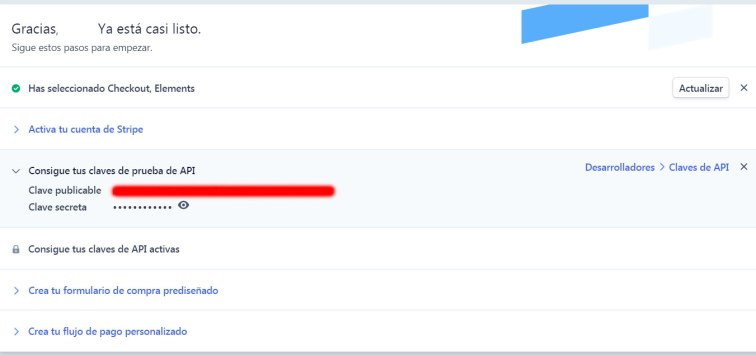 Gracias, Ya está casi listo.
Sigue estos pasos para empezar.
Has seleccionado Checkout, Elements
Actualizar
Activa tu cuenta de Stripe
Consigue tus claves de prueba de API
Desarrolladores > Claves de API
Clave publicable
Clave secreta ••••••••••••
Consigue tus claves de API activas
Crea tu formulario de compra prediseñado
Crea tu flujo de pago personalizado